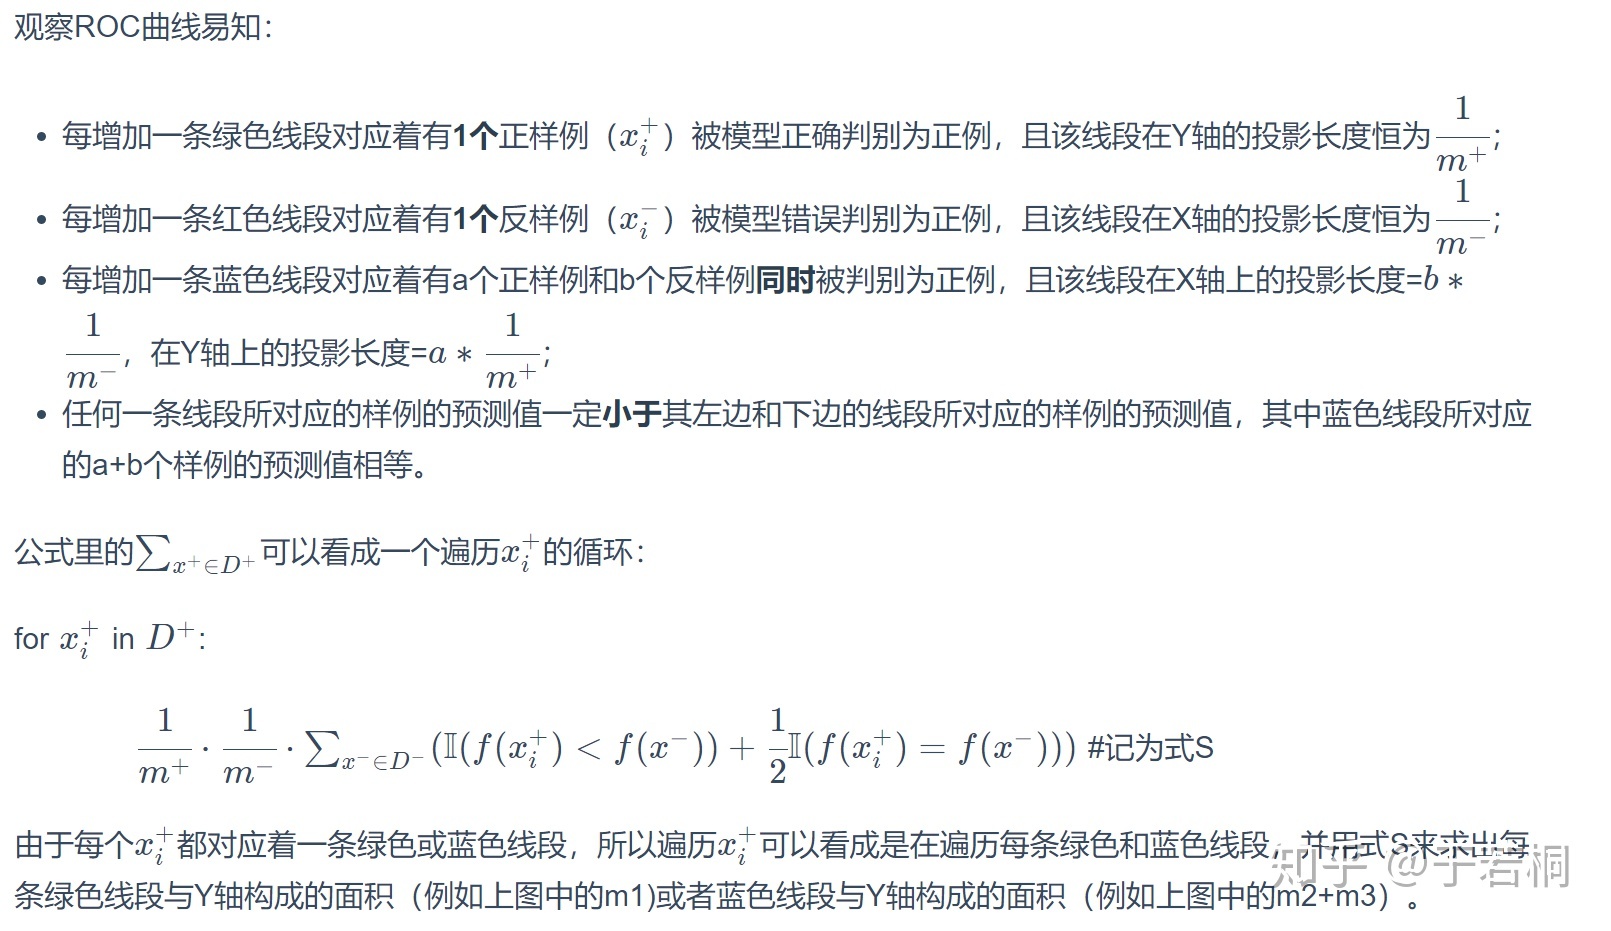 观察ROC曲线易知：
• 每增加一条绿色线段对应着有1个正样例（$x_i^+$）被模型正确判别为正例，且该线段在Y轴的投影长度恒为$\frac{1}{m^+}$;
• 每增加一条红色线段对应着有1个反样例（$x_i^-$）被模型错误判别为正例，且该线段在X轴的投影长度恒为$\frac{1}{m^-}$;
• 每增加一条蓝色线段对应着有a个正样例和b个反样例同时被判别为正例，且该线段在X轴上的投影长度=$b *$
$\frac{1}{m^-}$，在Y轴上的投影长度=$a * \frac{1}{m^+}$;
• 任何一条线段所对应的样例的预测值一定小于其左边和下边的线段所对应的样例的预测值，其中蓝色线段所对应
的a+b个样例的预测值相等。
公式里的$\sum_{x^+ \in D^+}$可以看成一个遍历$x_i^+$的循环：
for $x_i^+$ in $D^+$:
$\frac{1}{m^+} \cdot \frac{1}{m^-} \cdot \sum_{x^- \in D^-} (\mathbb{I}(f(x_i^+) < f(x^-)) + \frac{1}{2}\mathbb{I}(f(x_i^+) = f(x^-)))$ #记为式S
由于每个$x_i^+$都对应着一条绿色或蓝色线段，所以遍历$x_i^+$可以看成是在遍历每条绿色和蓝色线段，并用式S来求出每
条绿色线段与Y轴构成的面积（例如上图中的m1)或者蓝色线段与Y轴构成的面积（例如上图中的m2+m3）。
知乎 @于若桐